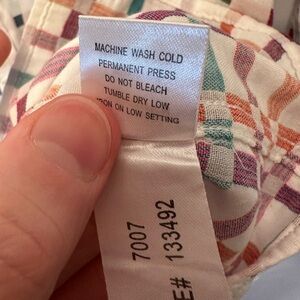 MACHINE WASH COLD
PERMANENT PRESS
DO NOT BLEACH
TUMBLE DRY LOW
IRON ON LOW SETTING
7007
E# 133492